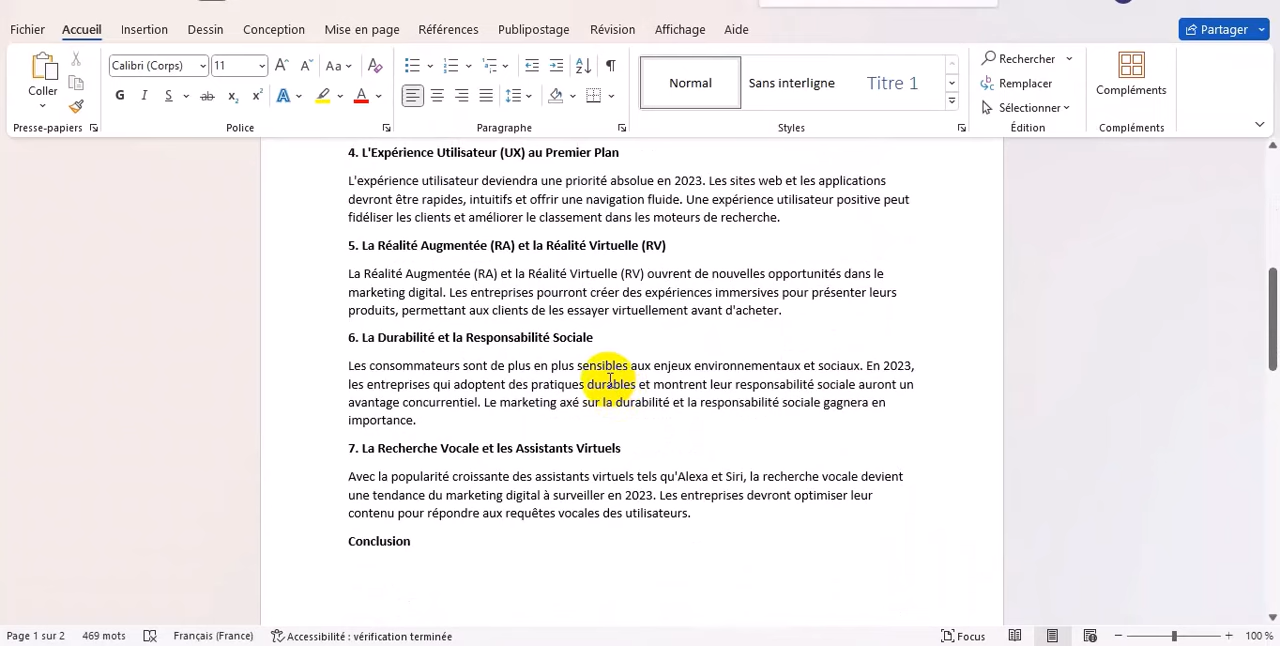 Fichier Accueil Insertion Dessin Conception Mise en page Références Publipostage Révision Affichage Aide Partager
Calibri (Corps) 11 Aa
Coller
G I S ab x₂ x² A A
Normal Sans interligne Titre 1
Rechercher
Remplacer
Sélectionner
Compléments
Presse-papiers Police Paragraphe Styles Édition Compléments
4. L'Expérience Utilisateur (UX) au Premier Plan
L'expérience utilisateur deviendra une priorité absolue en 2023. Les sites web et les applications
devront être rapides, intuitifs et offrir une navigation fluide. Une expérience utilisateur positive peut
fidéliser les clients et améliorer le classement dans les moteurs de recherche.
5. La Réalité Augmentée (RA) et la Réalité Virtuelle (RV)
La Réalité Augmentée (RA) et la Réalité Virtuelle (RV) ouvrent de nouvelles opportunités dans le
marketing digital. Les entreprises pourront créer des expériences immersives pour présenter leurs
produits, permettant aux clients de les essayer virtuellement avant d'acheter.
6. La Durabilité et la Responsabilité Sociale
Les consommateurs sont de plus en plus sensibles aux enjeux environnementaux et sociaux. En 2023,
les entreprises qui adoptent des pratiques durables et montrent leur responsabilité sociale auront un
avantage concurrentiel. Le marketing axé sur la durabilité et la responsabilité sociale gagnera en
importance.
7. La Recherche Vocale et les Assistants Virtuels
Avec la popularité croissante des assistants virtuels tels qu'Alexa et Siri, la recherche vocale devient
une tendance du marketing digital à surveiller en 2023. Les entreprises devront optimiser leur
contenu pour répondre aux requêtes vocales des utilisateurs.
Conclusion
Page 1 sur 2 469 mots Français (France) Accessibilité : vérification terminée Focus 100 %